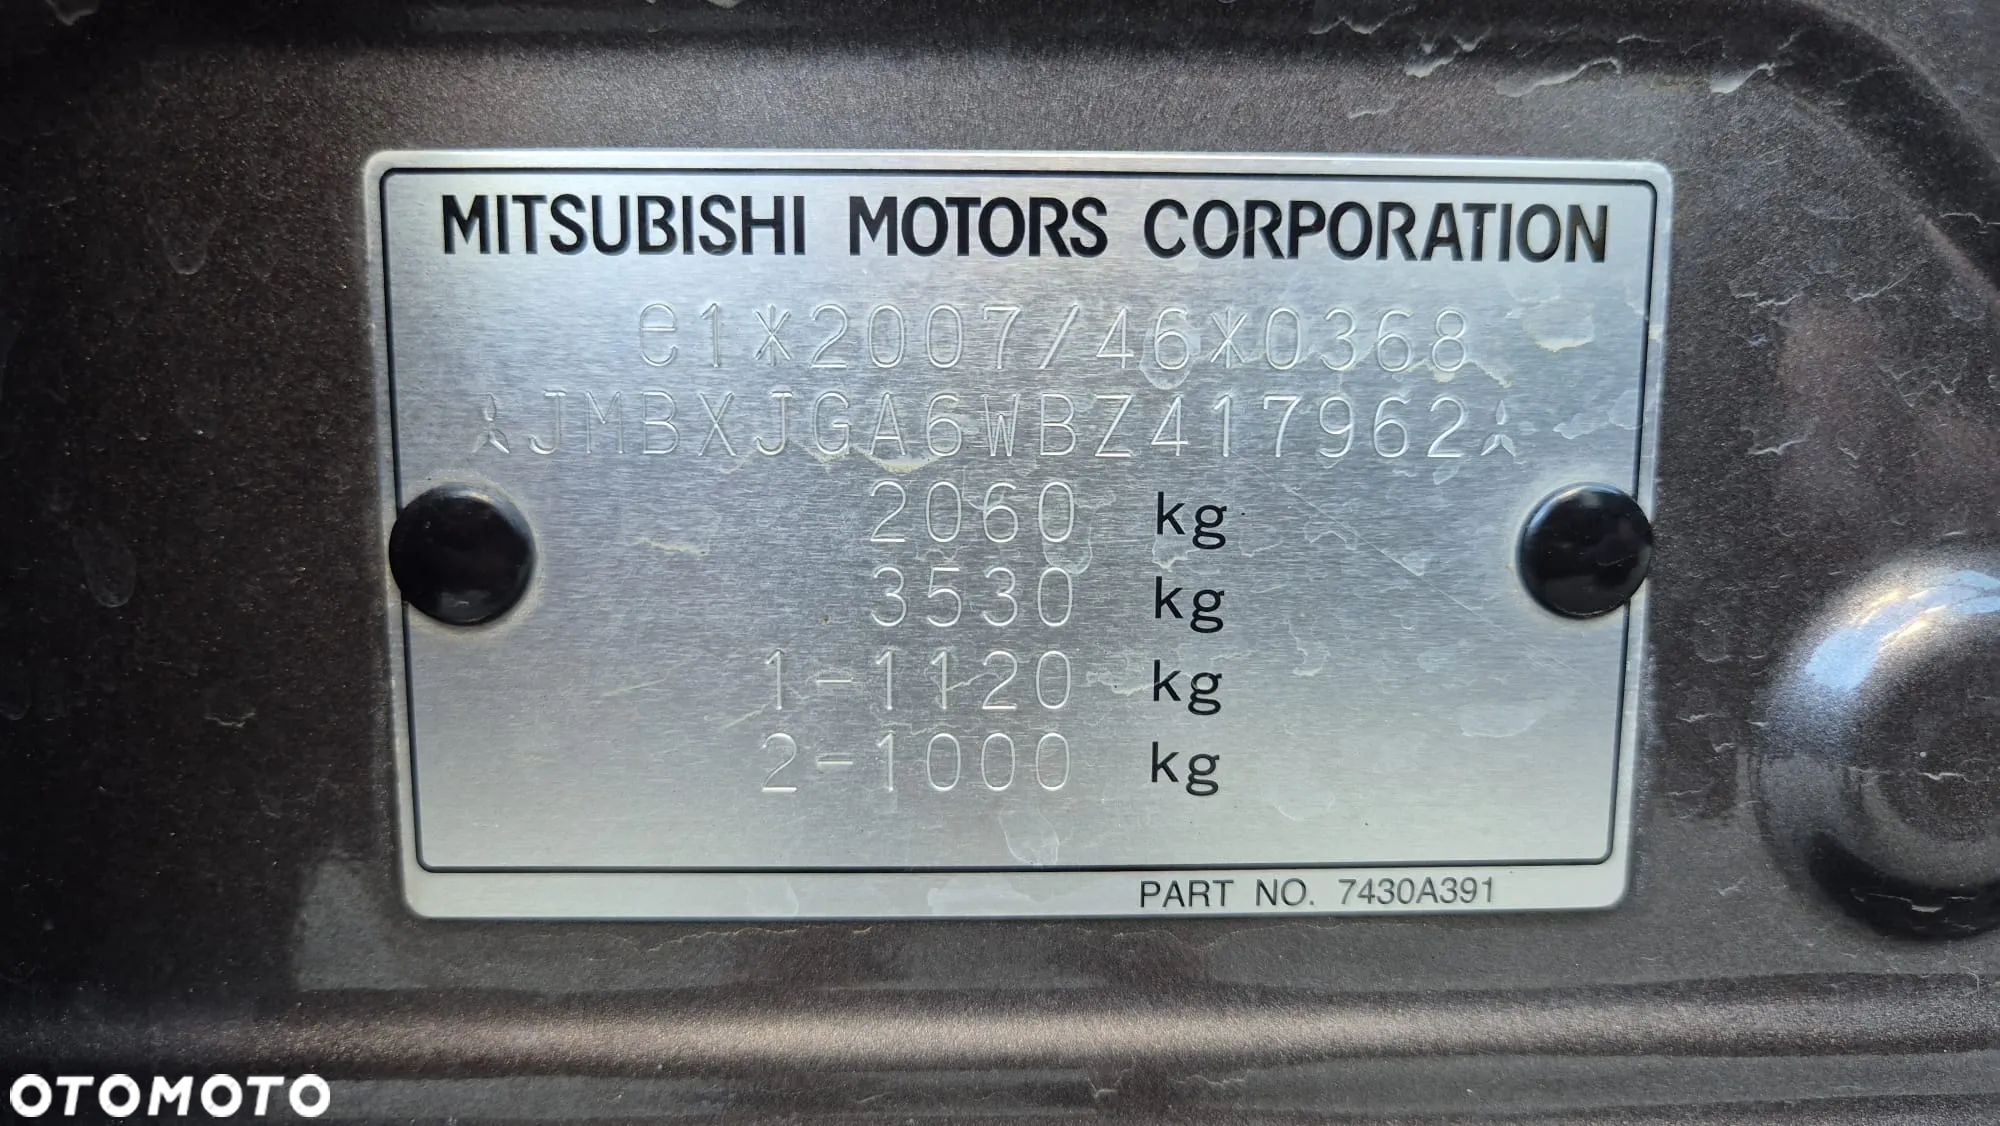 MITSUBISHI MOTORS CORPORATION
e1*2007/46*0368
JMBXJGA6WBZ417962
2060 kg
3530 kg
1-1120 kg
2-1000 kg
PART NO. 7430A391
OTOMOTO